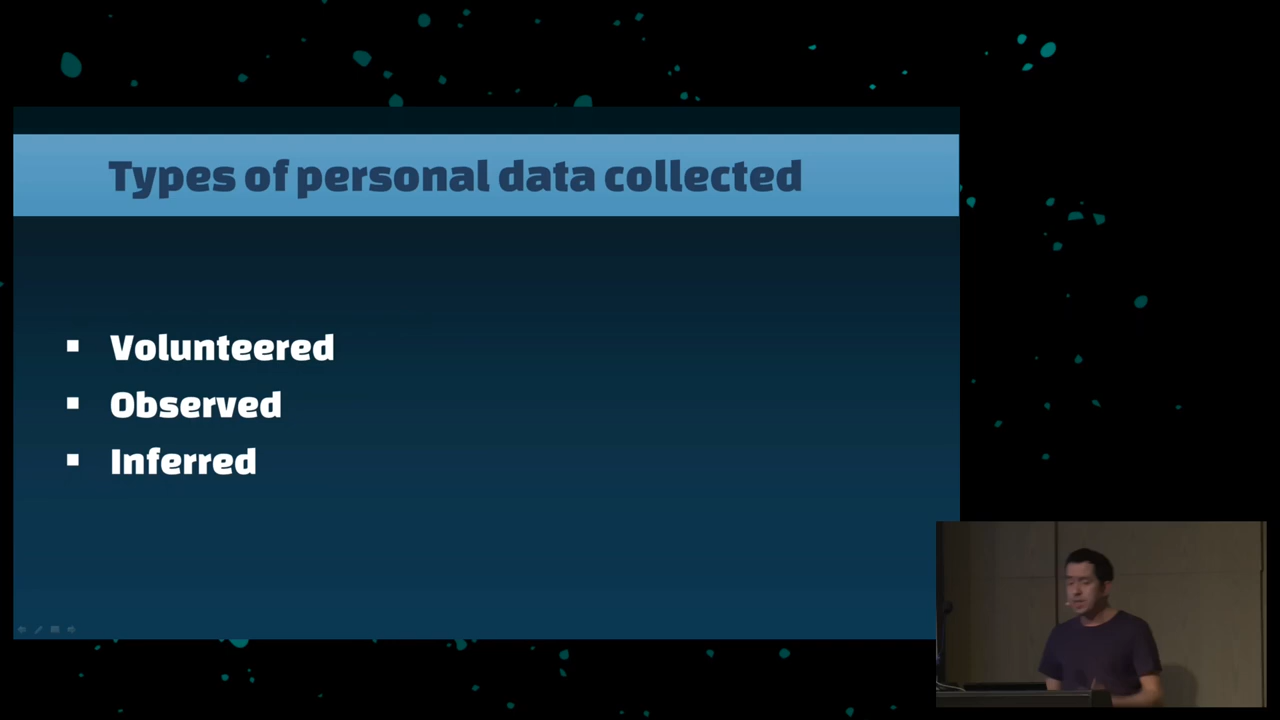 Types of personal data collected
Volunteered
Observed
Inferred